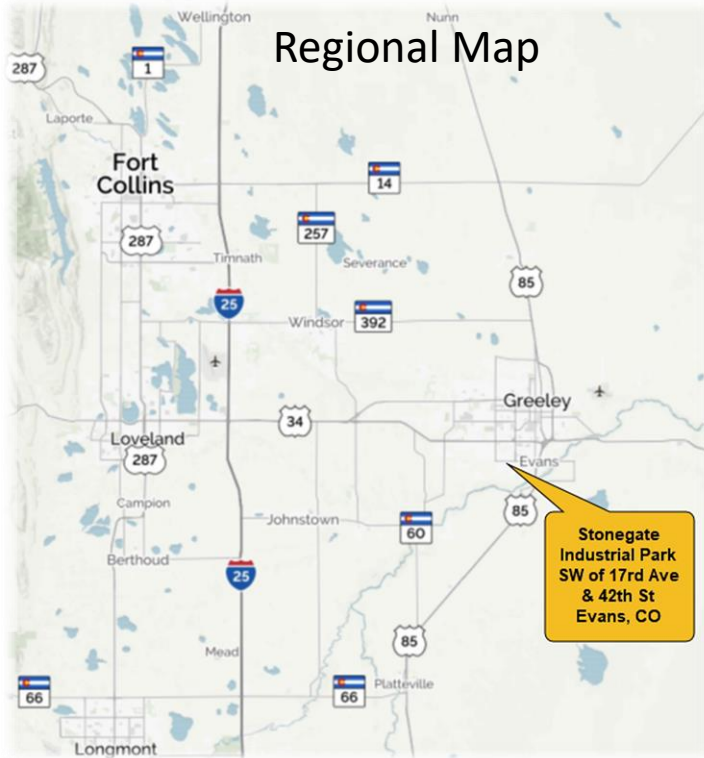 Wellington
Nunn
Regional Map
287
1
Laporte
Fort
Collins
14
257
287
Timnath
Severance
85
25
Windsor
392
Greeley
34
Loveland
287
Evans
Campion
Johnstown
60
85
Stonegate
Industrial Park
SW of 17rd Ave
& 42th St
Evans, CO
Berthoud
25
85
Mead
66
66
Platteville
Longmont